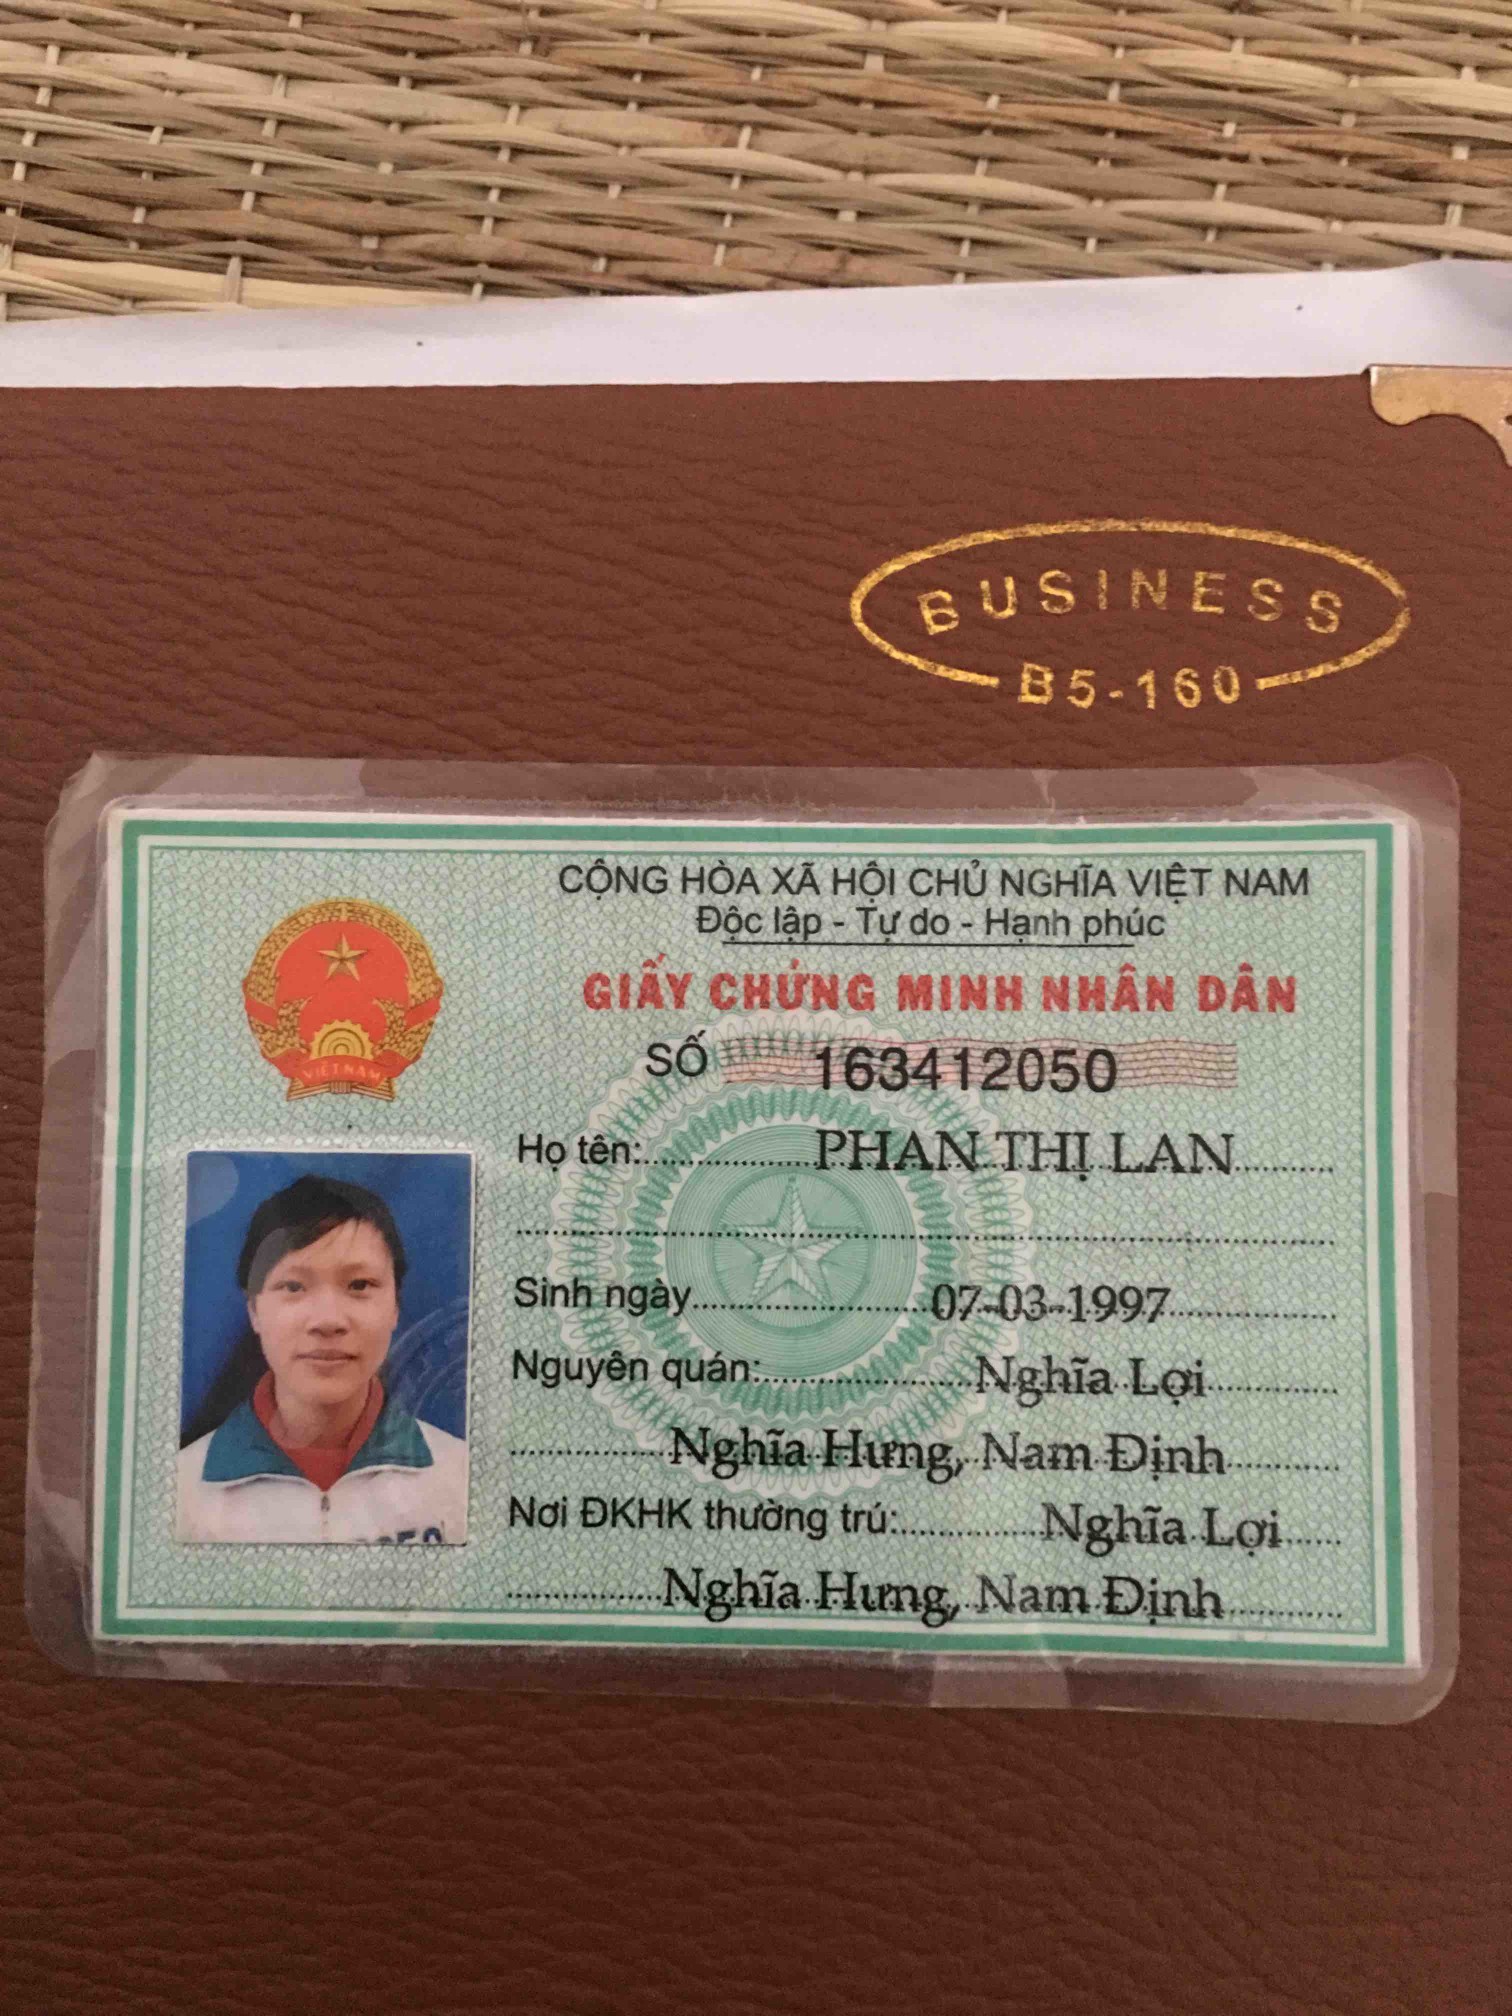 BUSINESS
B5-160
CỘNG HÒA XÃ HỘI CHỦ NGHĨA VIỆT NAM
Độc lập - Tự do - Hạnh phúc
GIẤY CHỨNG MINH NHÂN DÂN
VIỆT NAM
SỐ 163412050
Họ tên: PHAN THỊ LAN
Sinh ngày 07-03-1997
Nguyên quán: Nghĩa Lợi
Nghĩa Hưng, Nam Định
Nơi ĐKHK thường trú: Nghĩa Lợi
Nghĩa Hưng, Nam Định